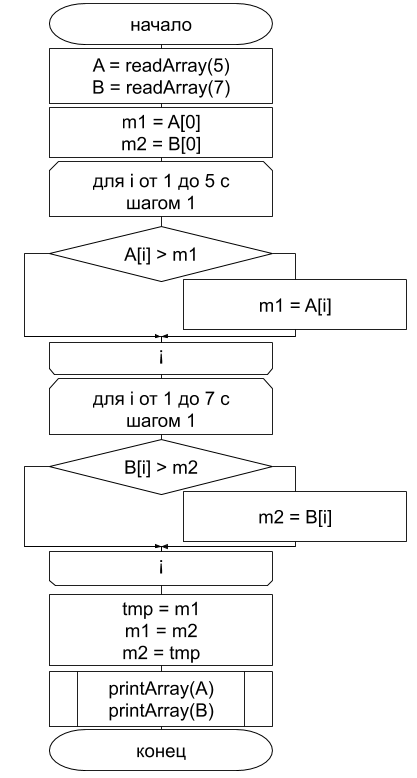 начало
A = readArray(5)
B = readArray(7)
m1 = A[0]
m2 = B[0]
для i от 1 до 5 с
шагом 1
A[i] > m1
m1 = A[i]
i
для i от 1 до 7 с
шагом 1
B[i] > m2
m2 = B[i]
i
tmp = m1
m1 = m2
m2 = tmp
printArray(A)
printArray(B)
конец